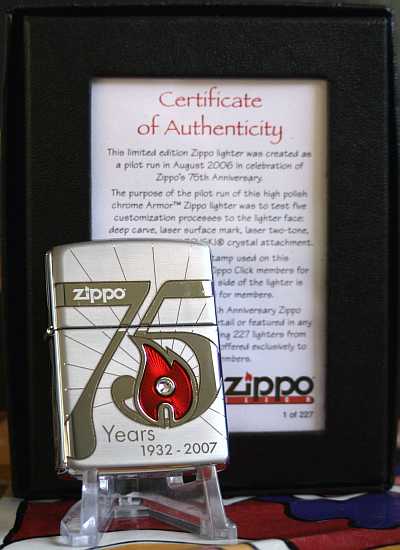 Certificate
of Authenticity
This limited edition Zippo lighter was created as
a pilot run in August 2006 in celebration of
Zippo's 75th Anniversary.
The purpose of the pilot run of this high polish
chrome Armor™ Zippo lighter was to test five
customization processes to the lighter face:
deep carve, laser surface mark, laser two-tone,
crystal attachment.
stamp used on this
Zippo Click members for
side of the lighter is
for members.
Anniversary Zippo
retail or featured in any
227 lighters from
offered exclusively to
members.
zippo
1 of 227
zippo
75
Years
1932 - 2007